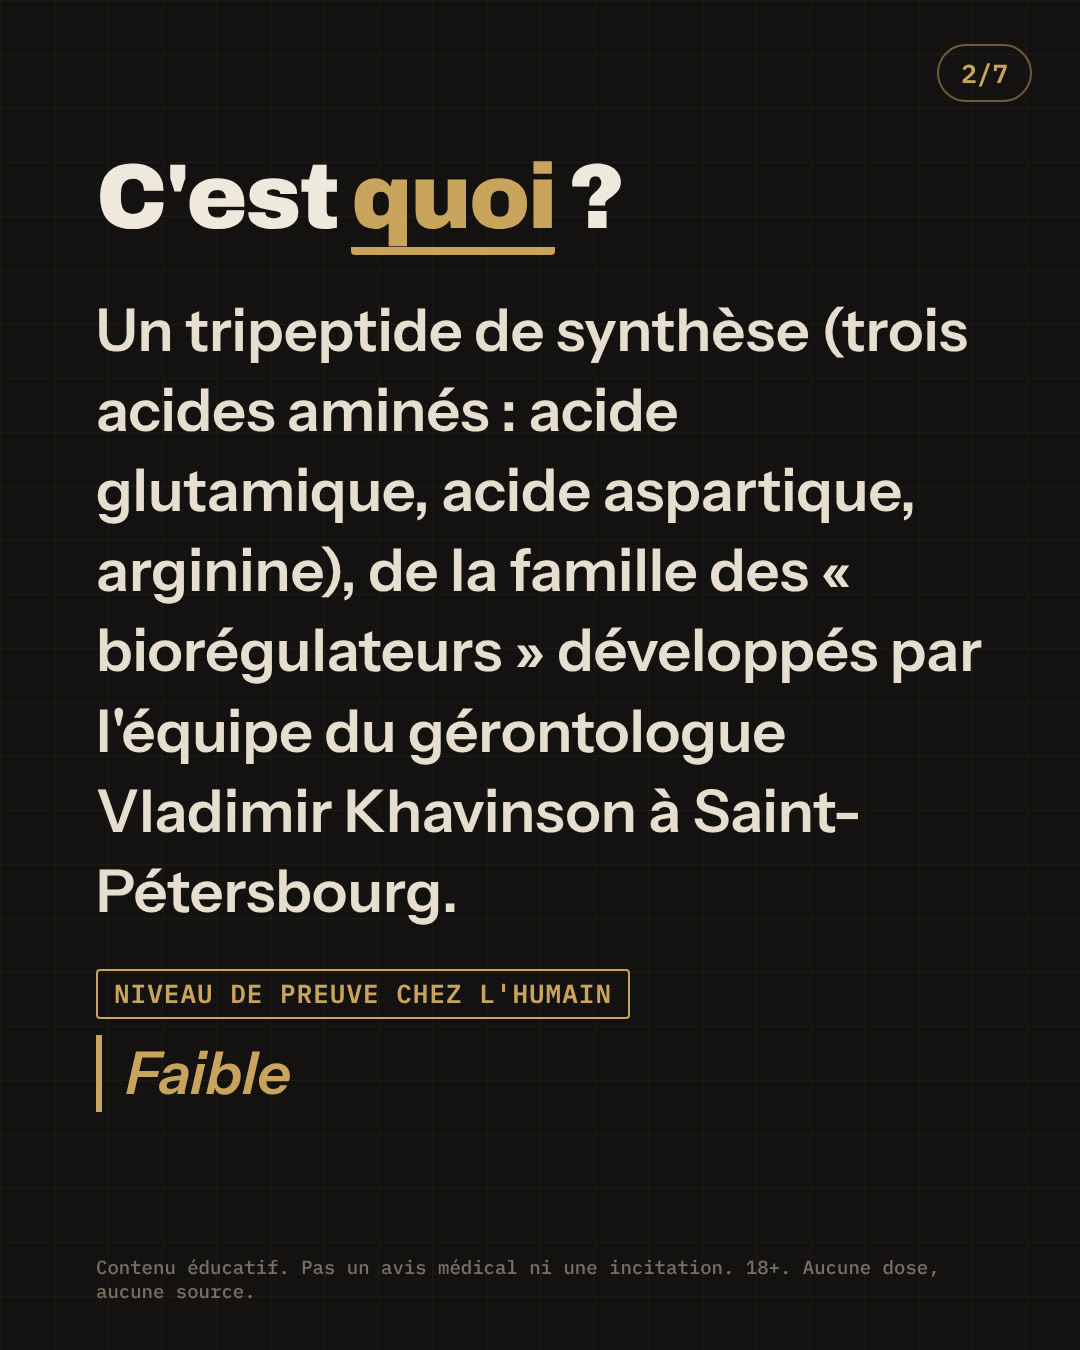 2/7
C'est quoi ?
Un tripeptide de synthèse (trois
acides aminés : acide
glutamique, acide aspartique,
arginine), de la famille des «
biorégulateurs » développés par
l'équipe du gérontologue
Vladimir Khavinson à Saint-
Pétersbourg.
NIVEAU DE PREUVE CHEZ L'HUMAIN
Faible
Contenu éducatif. Pas un avis médical ni une incitation. 18+. Aucune dose,
aucune source.